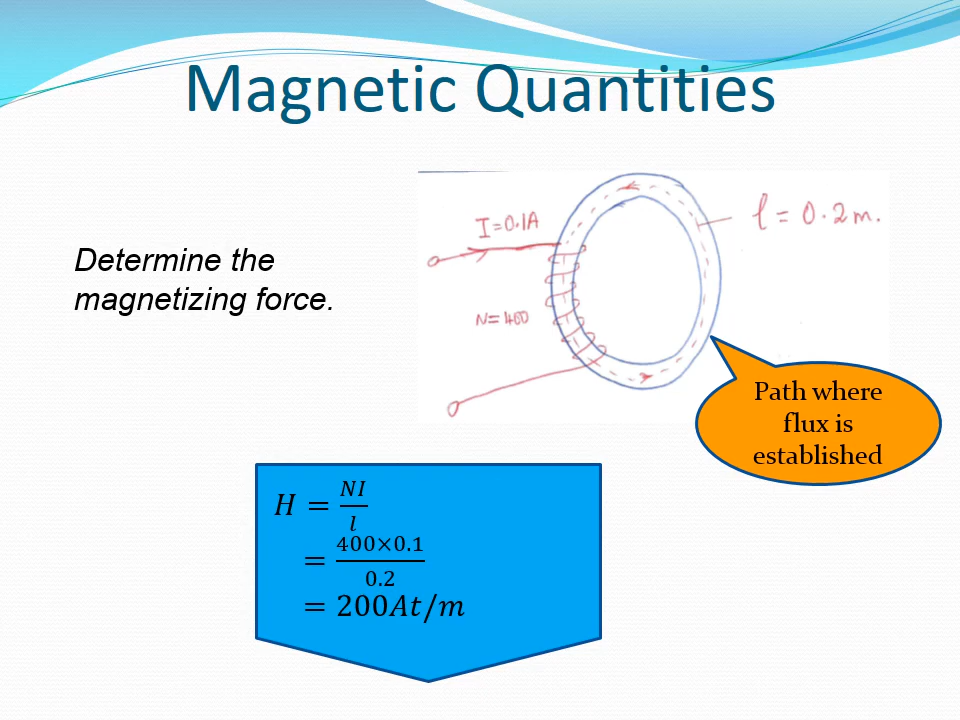 Magnetic Quantities
I = 0.1A
l = 0.2 m.
Determine the
magnetizing force.
N = 400
Path where
flux is
established
H = NI/l
= 400×0.1/0.2
= 200At/m